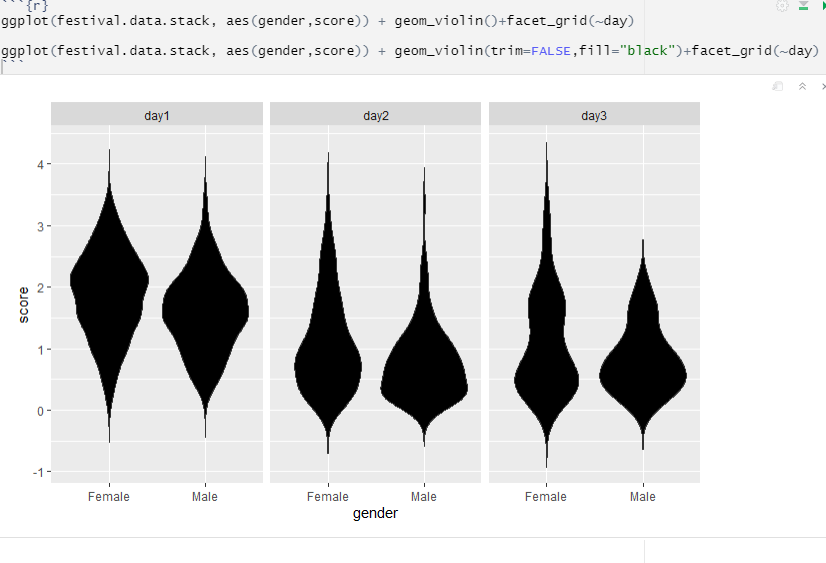 ```{r}
ggplot(festival.data.stack, aes(gender,score)) + geom_violin()+facet_grid(~day)
ggplot(festival.data.stack, aes(gender,score)) + geom_violin(trim=FALSE,fill="black")+facet_grid(~day)
```
day1 day2 day3
4
3
2
1
0
-1
score
Female Male Female Male Female Male
gender